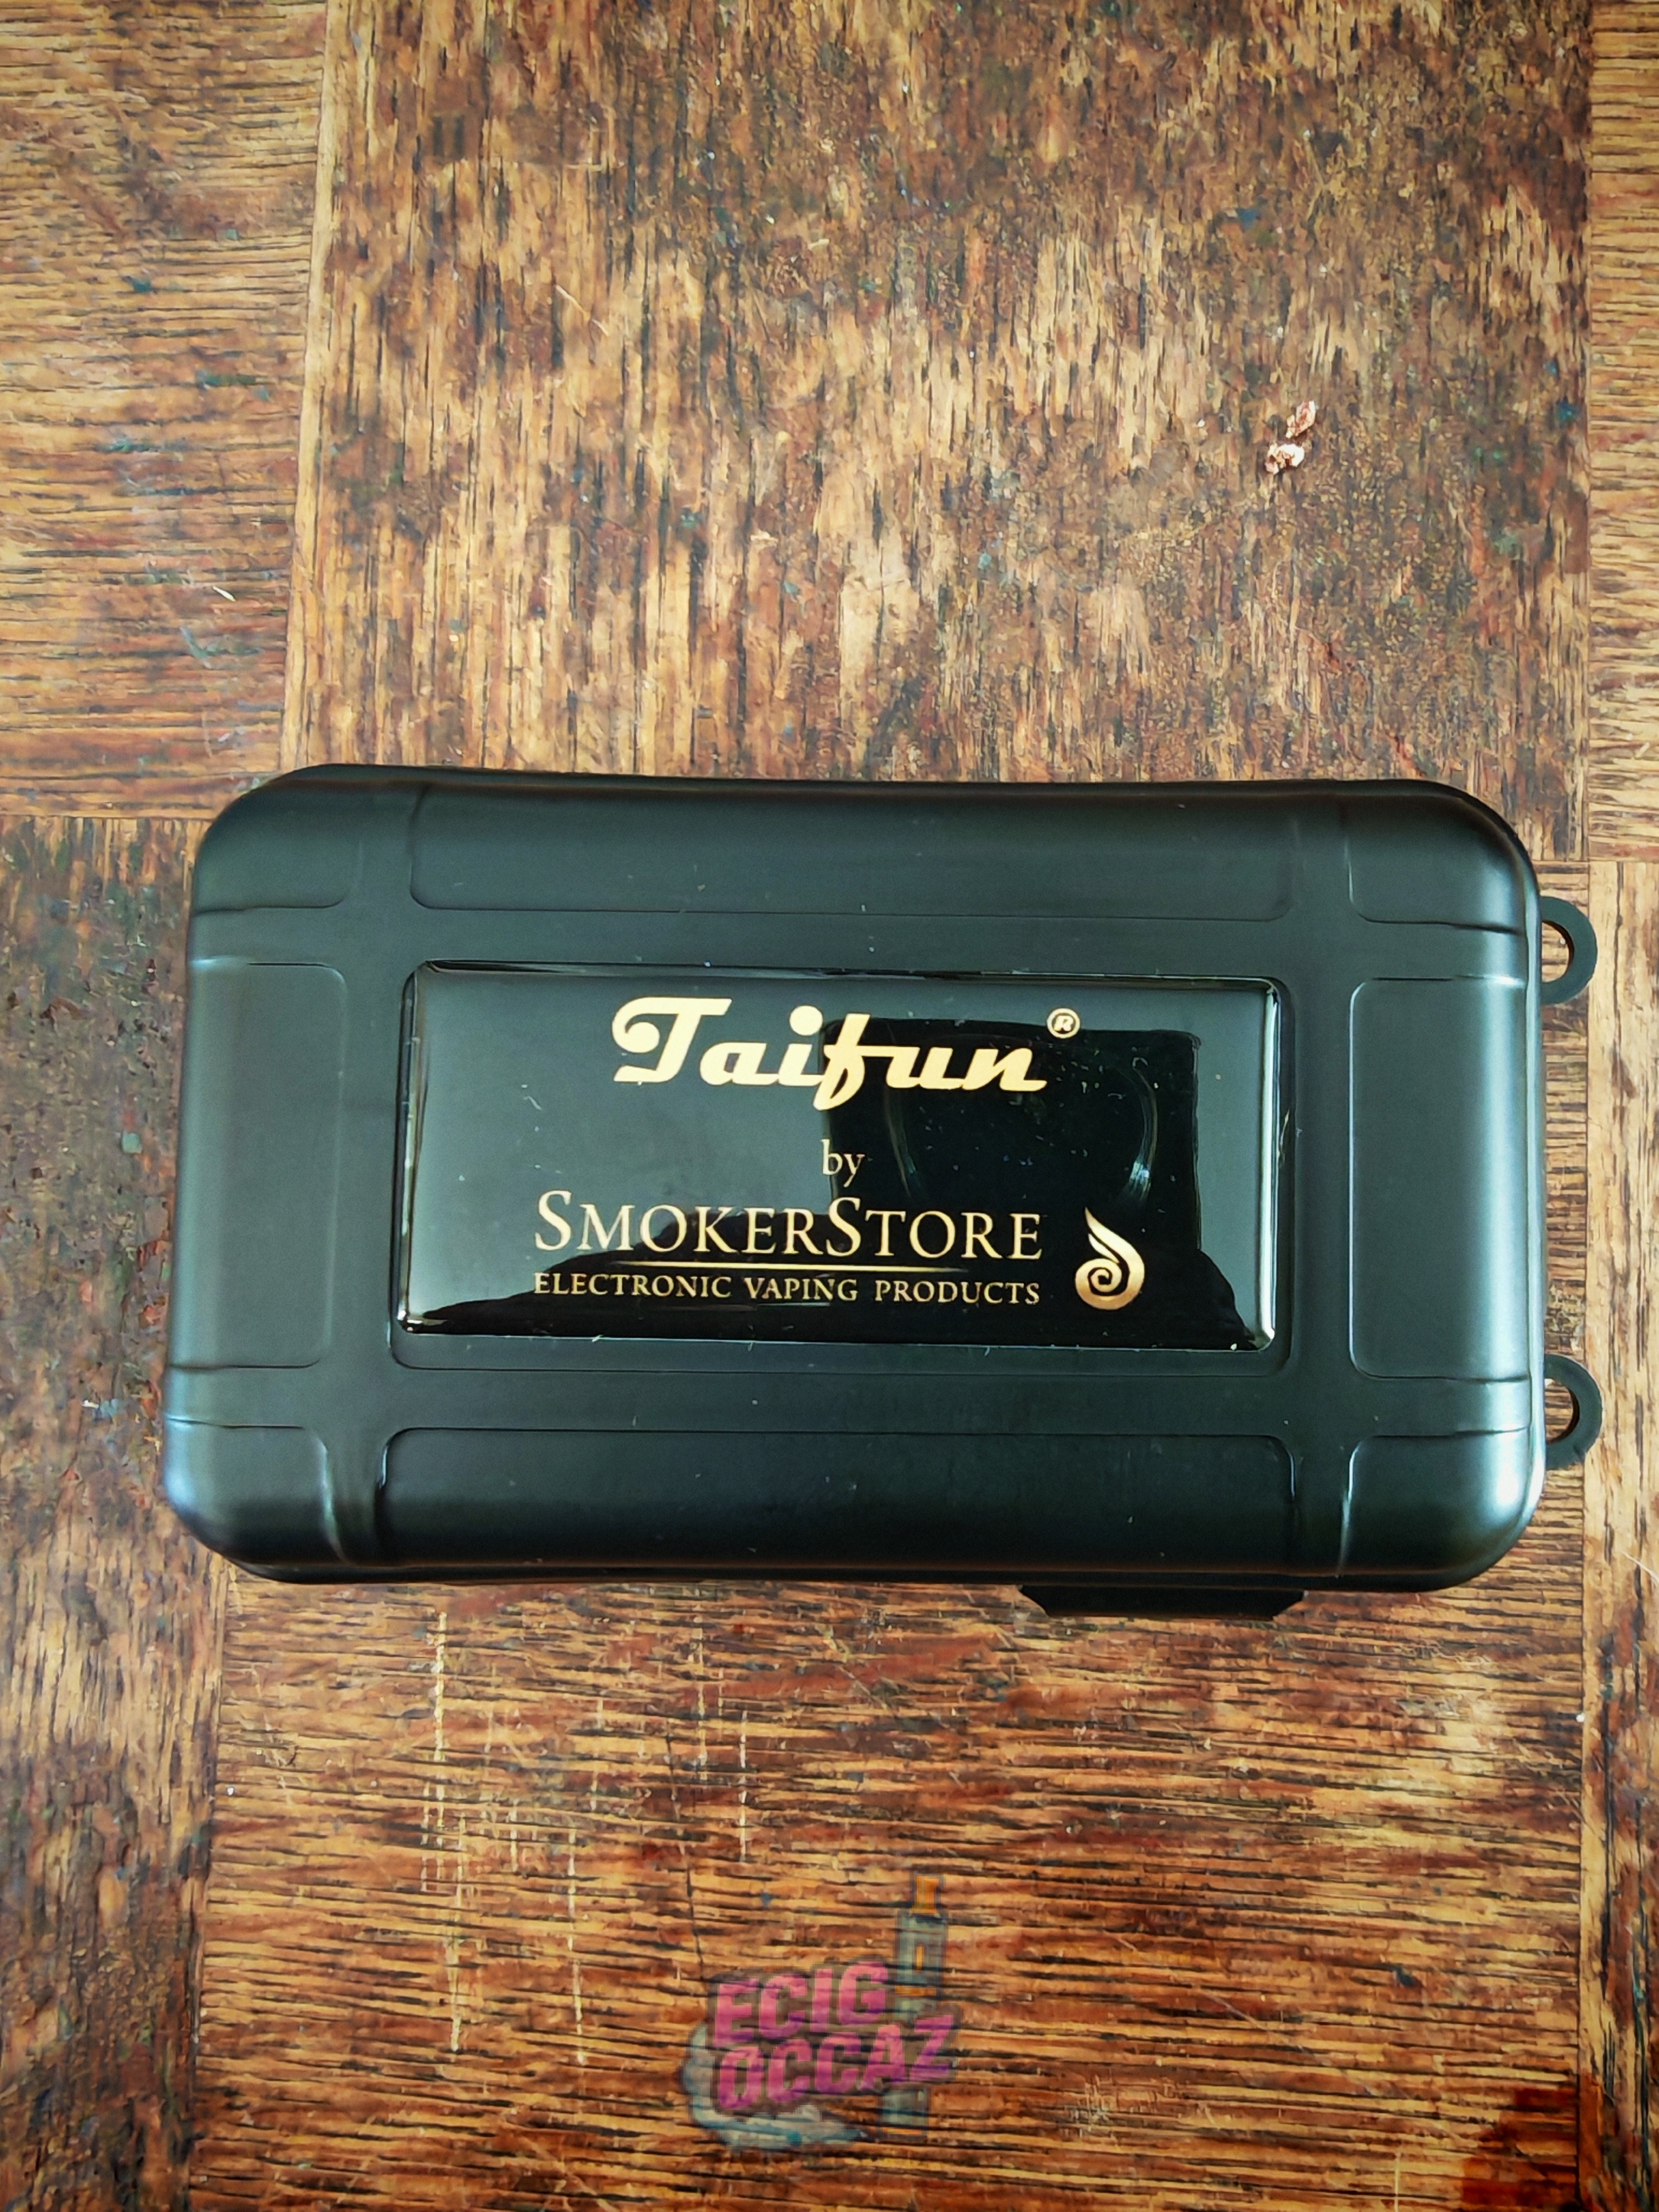 Taifun®
by
SMOKERSTORE
ELECTRONIC VAPING PRODUCTS
ECIG
OCCAZ